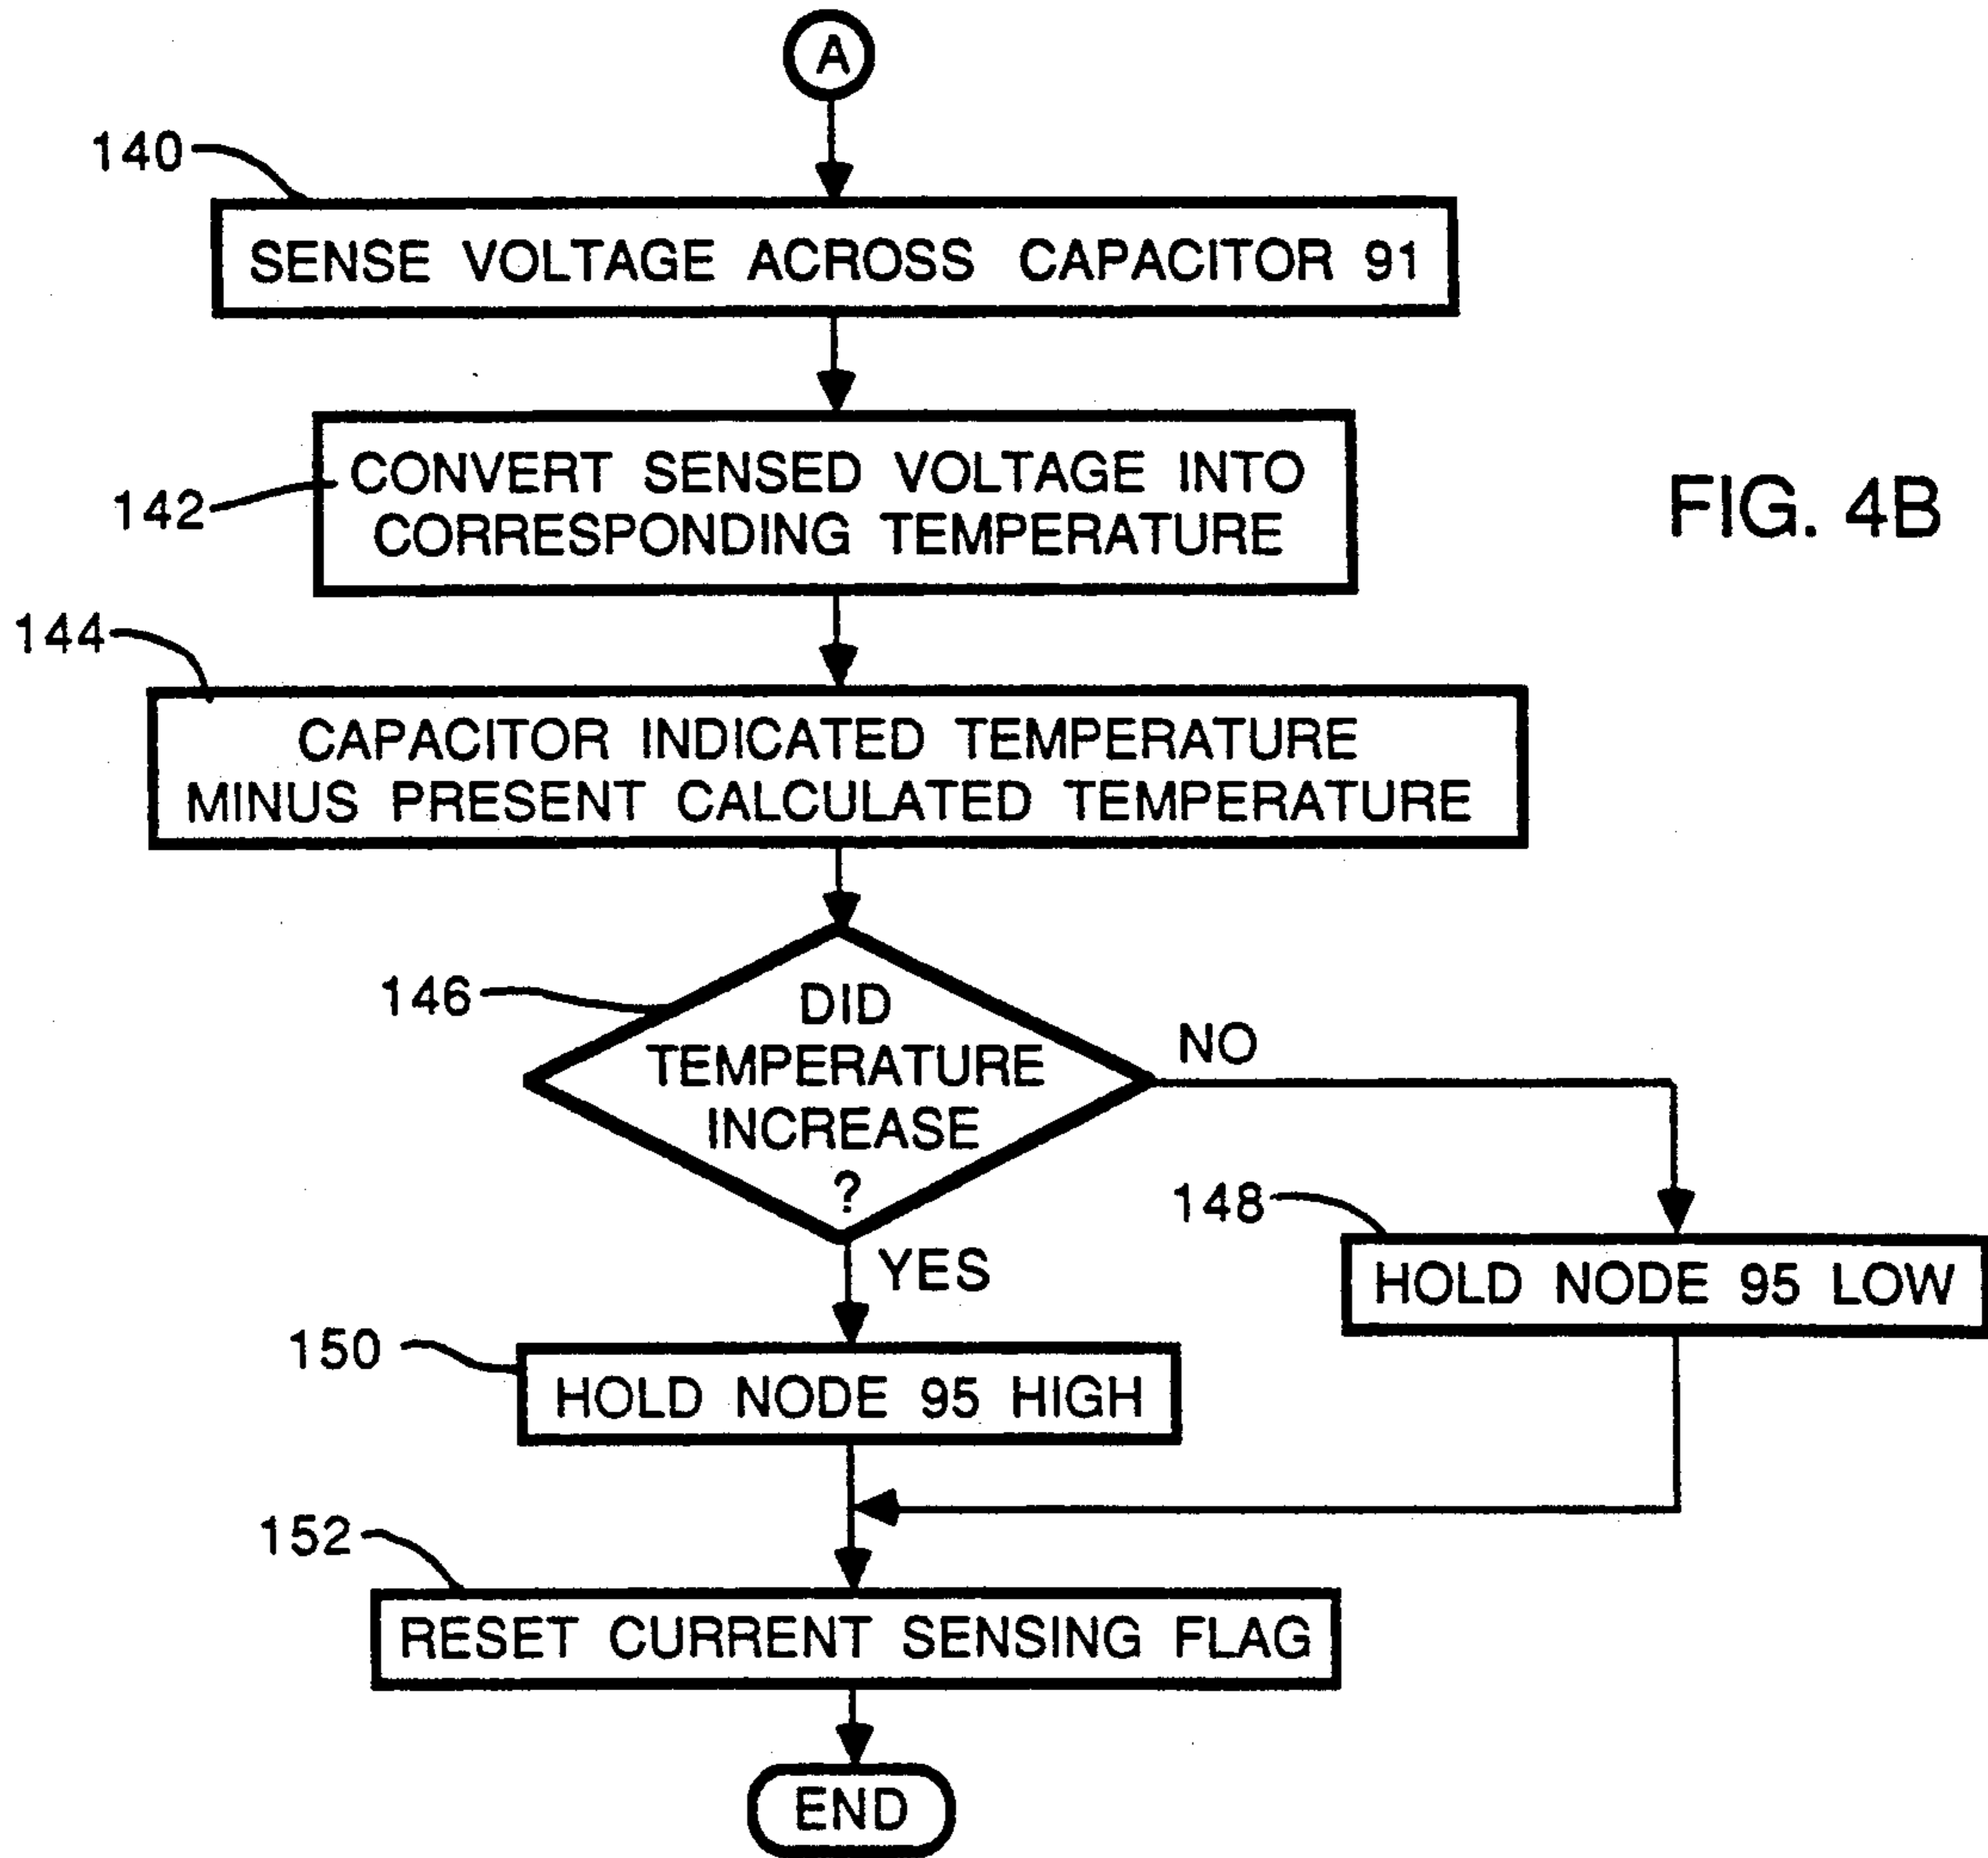 A
140
SENSE VOLTAGE ACROSS CAPACITOR 91
142
CONVERT SENSED VOLTAGE INTO
CORRESPONDING TEMPERATURE
FIG. 4B
144
CAPACITOR INDICATED TEMPERATURE
MINUS PRESENT CALCULATED TEMPERATURE
146
DID
TEMPERATURE
INCREASE
?
NO
YES
148
HOLD NODE 95 LOW
150
HOLD NODE 95 HIGH
152
RESET CURRENT SENSING FLAG
END